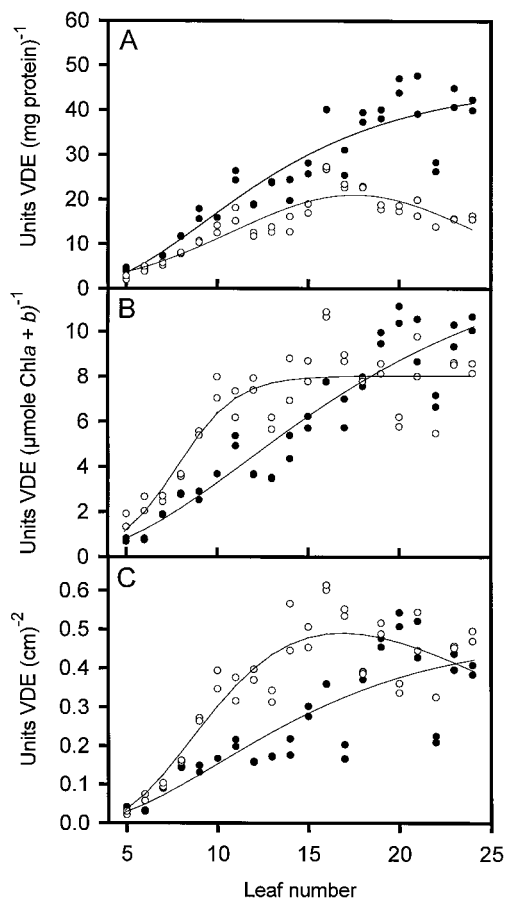 A
Units VDE (mg protein)⁻¹
60
50
40
30
20
10
0
B
Units VDE (µmole Chla + b)⁻¹
10
8
6
4
2
0
C
Units VDE (cm)⁻²
0.6
0.5
0.4
0.3
0.2
0.1
0.0
5 10 15 20 25
Leaf number